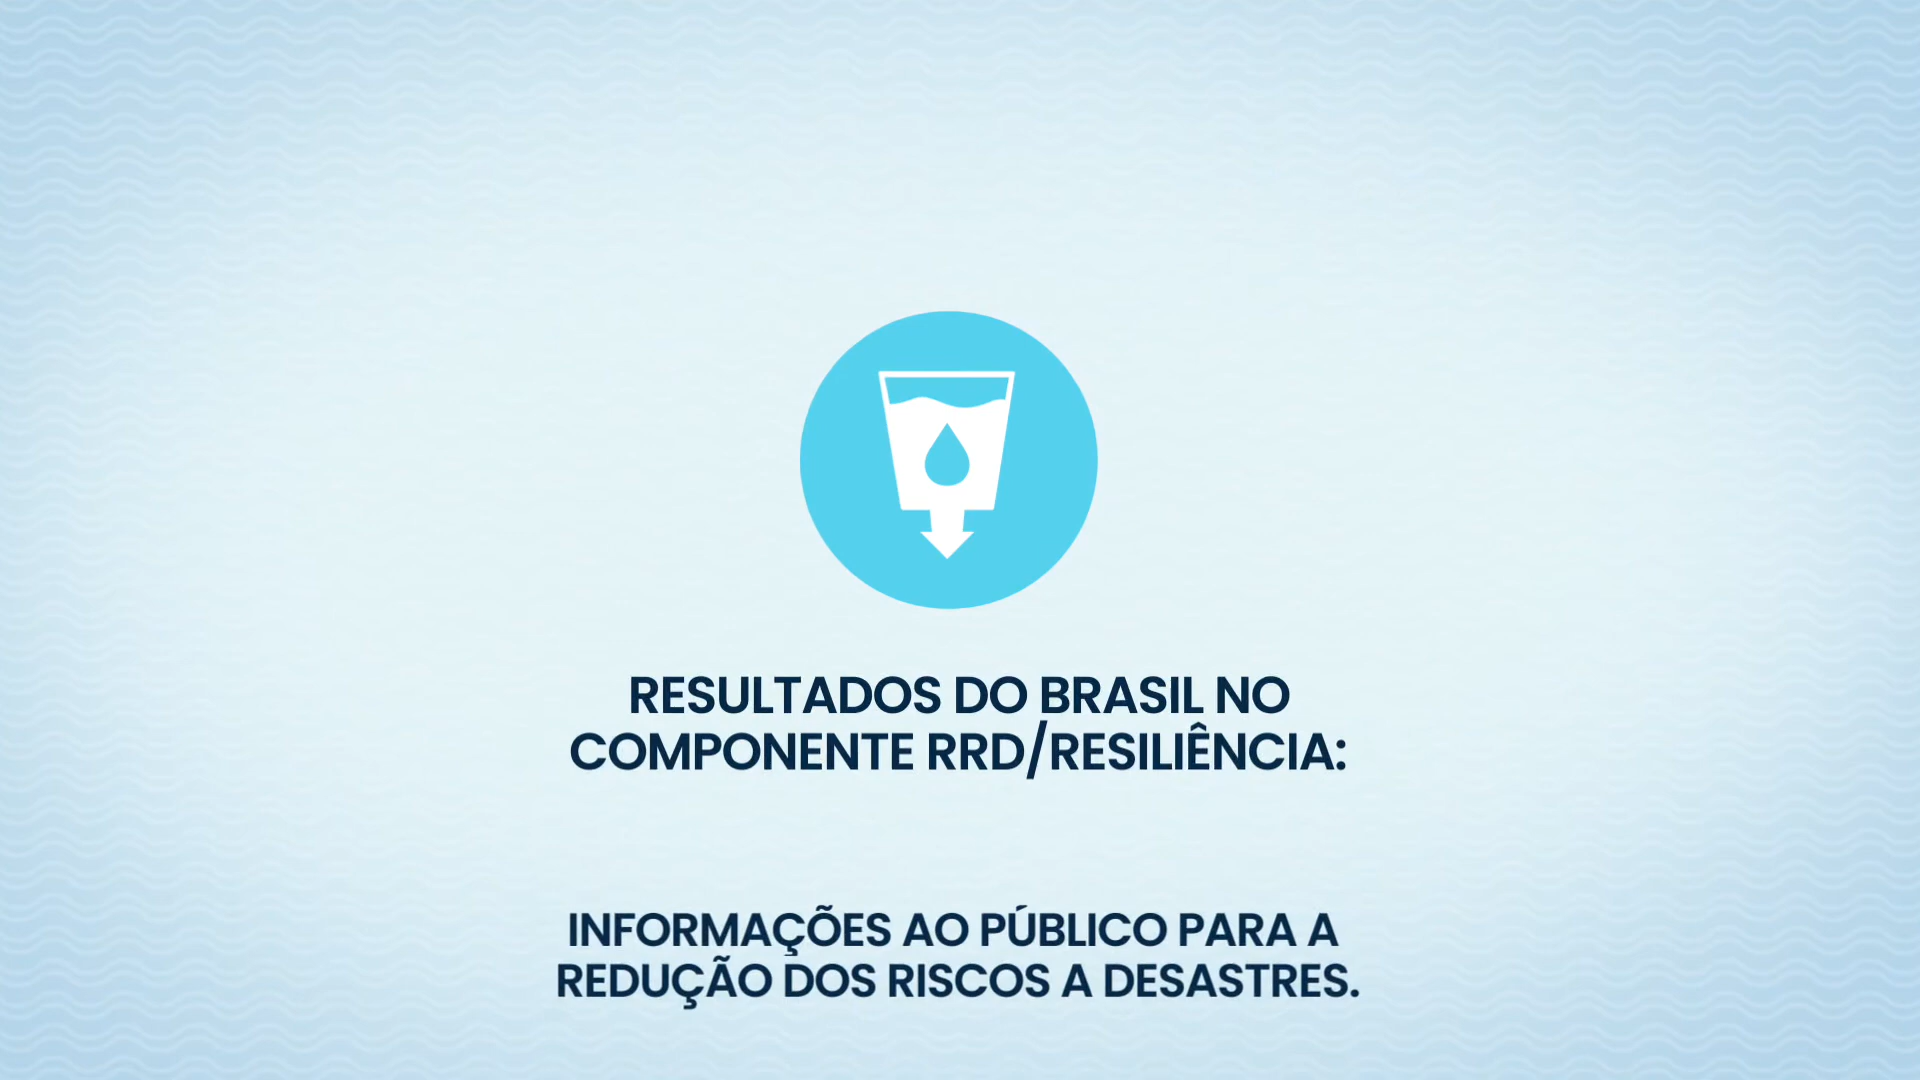 RESULTADOS DO BRASIL NO
COMPONENTE RRD/RESILIÊNCIA:
INFORMAÇÕES AO PÚBLICO PARA A
REDUÇÃO DOS RISCOS A DESASTRES.